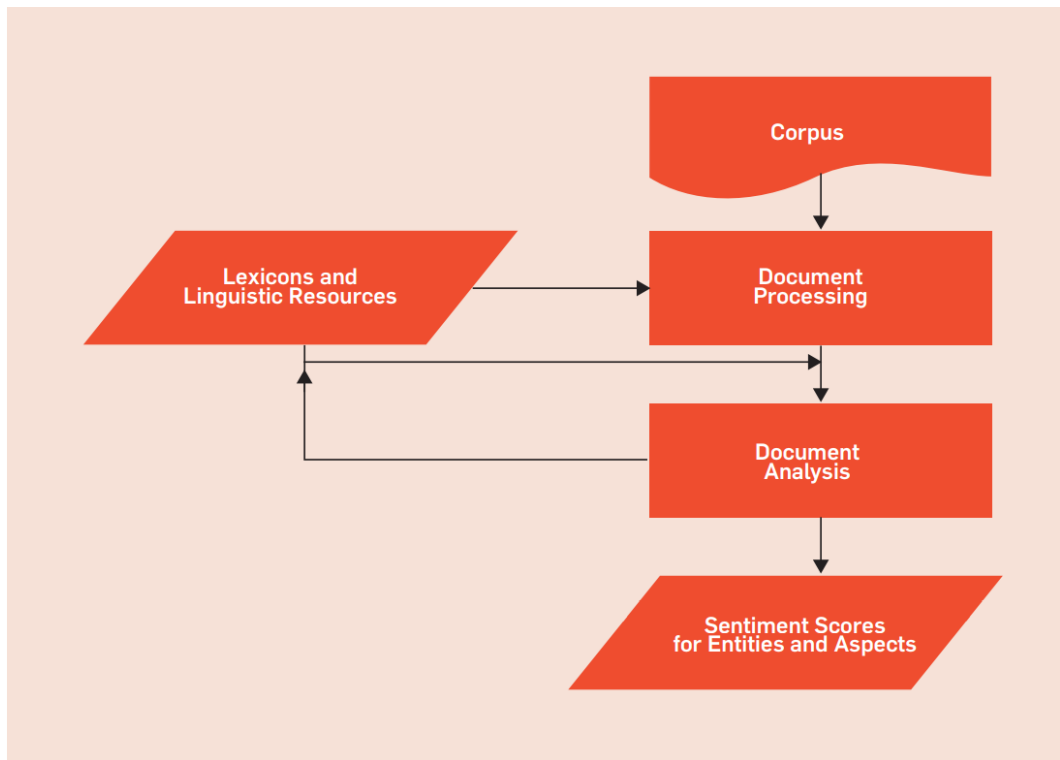 Corpus
Lexicons and
Linguistic Resources
Document
Processing
Document
Analysis
Sentiment Scores
for Entities and Aspects